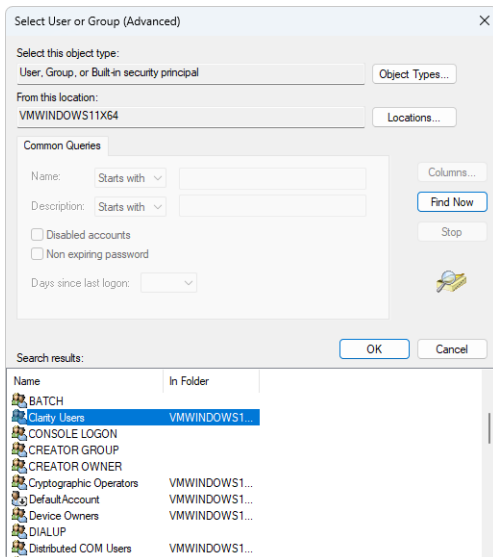 Select User or Group (Advanced)
Select this object type:
User, Group, or Built-in security principal
Object Types...
From this location:
VMWINDOWS11X64
Locations...
Common Queries
Name: Starts with
Columns...
Description: Starts with
Find Now
Disabled accounts
Stop
Non expiring password
Days since last logon:
OK Cancel
Search results:
Name In Folder
BATCH
Clarity Users VMWINDOWS1...
CONSOLE LOGON
CREATOR GROUP
CREATOR OWNER
Cryptographic Operators VMWINDOWS1...
DefaultAccount VMWINDOWS1...
Device Owners VMWINDOWS1...
DIALUP
Distributed COM Users VMWINDOWS1...